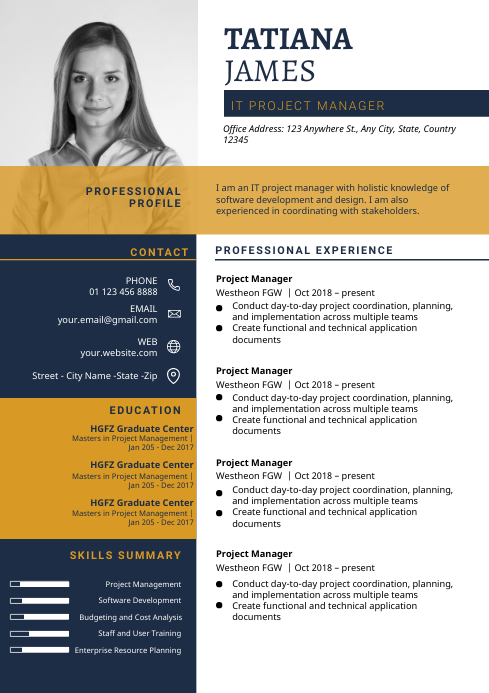 TATIANA
JAMES
IT PROJECT MANAGER
Office Address: 123 Anywhere St., Any City, State, Country
12345
PROFESSIONAL
PROFILE
I am an IT project manager with holistic knowledge of
software development and design. I am also
experienced in coordinating with stakeholders.
CONTACT
PHONE
01 123 456 8888
EMAIL
your.email@gmail.com
WEB
your.website.com
Street - City Name -State -Zip
EDUCATION
HGFZ Graduate Center
Masters in Project Management |
Jan 205 - Dec 2017
HGFZ Graduate Center
Masters in Project Management |
Jan 205 - Dec 2017
HGFZ Graduate Center
Masters in Project Management |
Jan 205 - Dec 2017
SKILLS SUMMARY
Project Management
Software Development
Budgeting and Cost Analysis
Staff and User Training
Enterprise Resource Planning
PROFESSIONAL EXPERIENCE
Project Manager
Westheon FGW | Oct 2018 – present
● Conduct day-to-day project coordination, planning,
and implementation across multiple teams
● Create functional and technical application
documents
Project Manager
Westheon FGW | Oct 2018 – present
● Conduct day-to-day project coordination, planning,
and implementation across multiple teams
● Create functional and technical application
documents
Project Manager
Westheon FGW | Oct 2018 – present
● Conduct day-to-day project coordination, planning,
and implementation across multiple teams
● Create functional and technical application
documents
Project Manager
Westheon FGW | Oct 2018 – present
● Conduct day-to-day project coordination, planning,
and implementation across multiple teams
● Create functional and technical application
documents